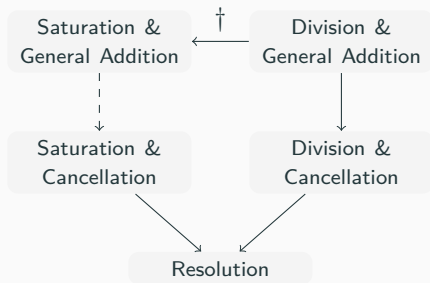 †
Saturation &
General Addition
Division &
General Addition
Saturation &
Cancellation
Division &
Cancellation
Resolution